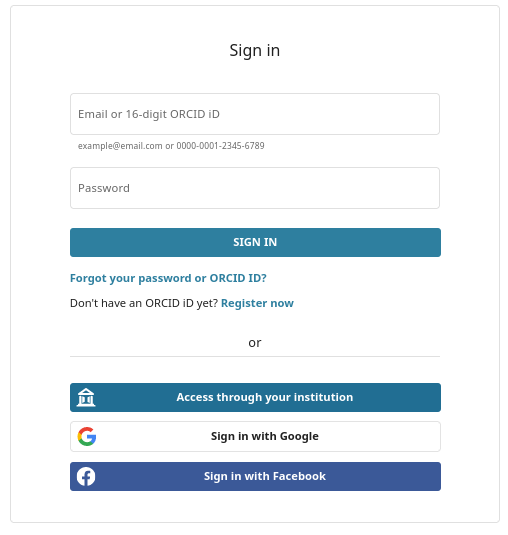 Sign in
Email or 16-digit ORCID iD
example@email.com or 0000-0001-2345-6789
Password
SIGN IN
Forgot your password or ORCID ID?
Don't have an ORCID iD yet? Register now
or
Access through your institution
Sign in with Google
Sign in with Facebook